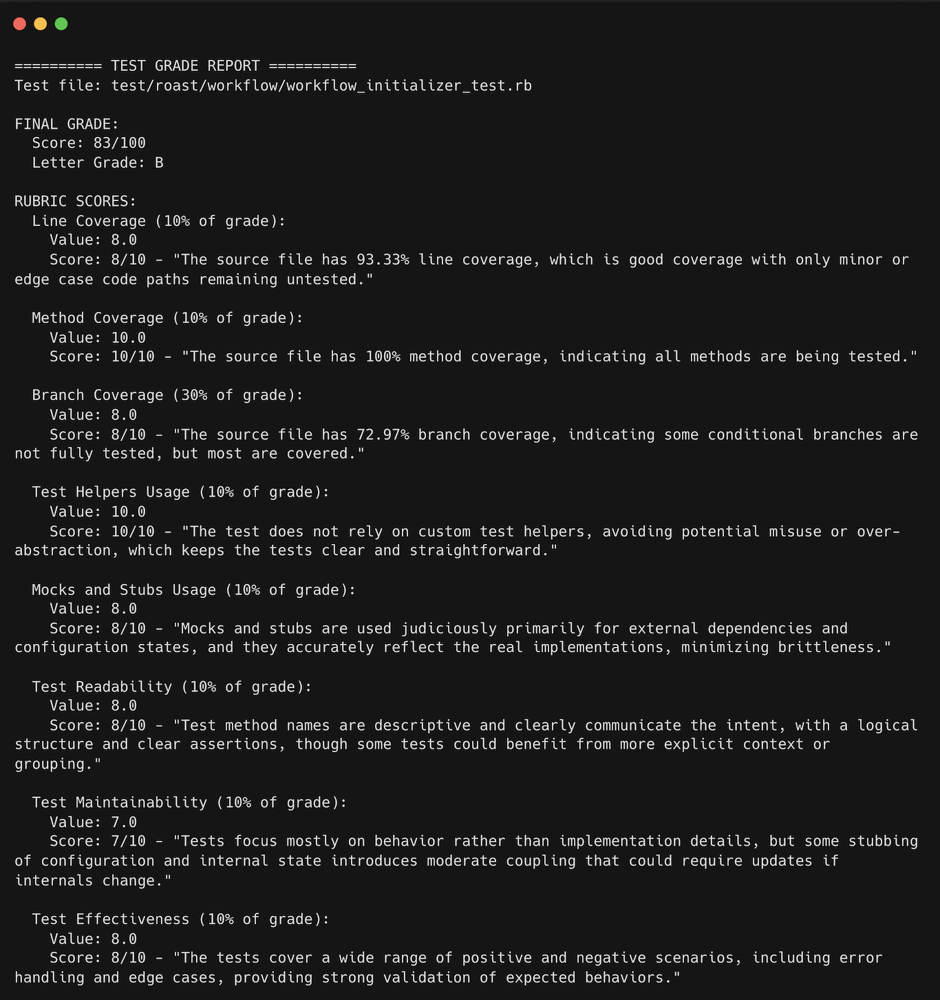 ========== TEST GRADE REPORT ==========
Test file: test/roast/workflow/workflow_initializer_test.rb
FINAL GRADE:
Score: 83/100
Letter Grade: B
RUBRIC SCORES:
Line Coverage (10% of grade):
Value: 8.0
Score: 8/10 - "The source file has 93.33% line coverage, which is good coverage with only minor or
edge case code paths remaining untested."
Method Coverage (10% of grade):
Value: 10.0
Score: 10/10 - "The source file has 100% method coverage, indicating all methods are being tested."
Branch Coverage (30% of grade):
Value: 8.0
Score: 8/10 - "The source file has 72.97% branch coverage, indicating some conditional branches are
not fully tested, but most are covered."
Test Helpers Usage (10% of grade):
Value: 10.0
Score: 10/10 - "The test does not rely on custom test helpers, avoiding potential misuse or over-
abstraction, which keeps the tests clear and straightforward."
Mocks and Stubs Usage (10% of grade):
Value: 8.0
Score: 8/10 - "Mocks and stubs are used judiciously primarily for external dependencies and
configuration states, and they accurately reflect the real implementations, minimizing brittleness."
Test Readability (10% of grade):
Value: 8.0
Score: 8/10 - "Test method names are descriptive and clearly communicate the intent, with a logical
structure and clear assertions, though some tests could benefit from more explicit context or
grouping."
Test Maintainability (10% of grade):
Value: 7.0
Score: 7/10 - "Tests focus mostly on behavior rather than implementation details, but some stubbing
of configuration and internal state introduces moderate coupling that could require updates if
internals change."
Test Effectiveness (10% of grade):
Value: 8.0
Score: 8/10 - "The tests cover a wide range of positive and negative scenarios, including error
handling and edge cases, providing strong validation of expected behaviors."